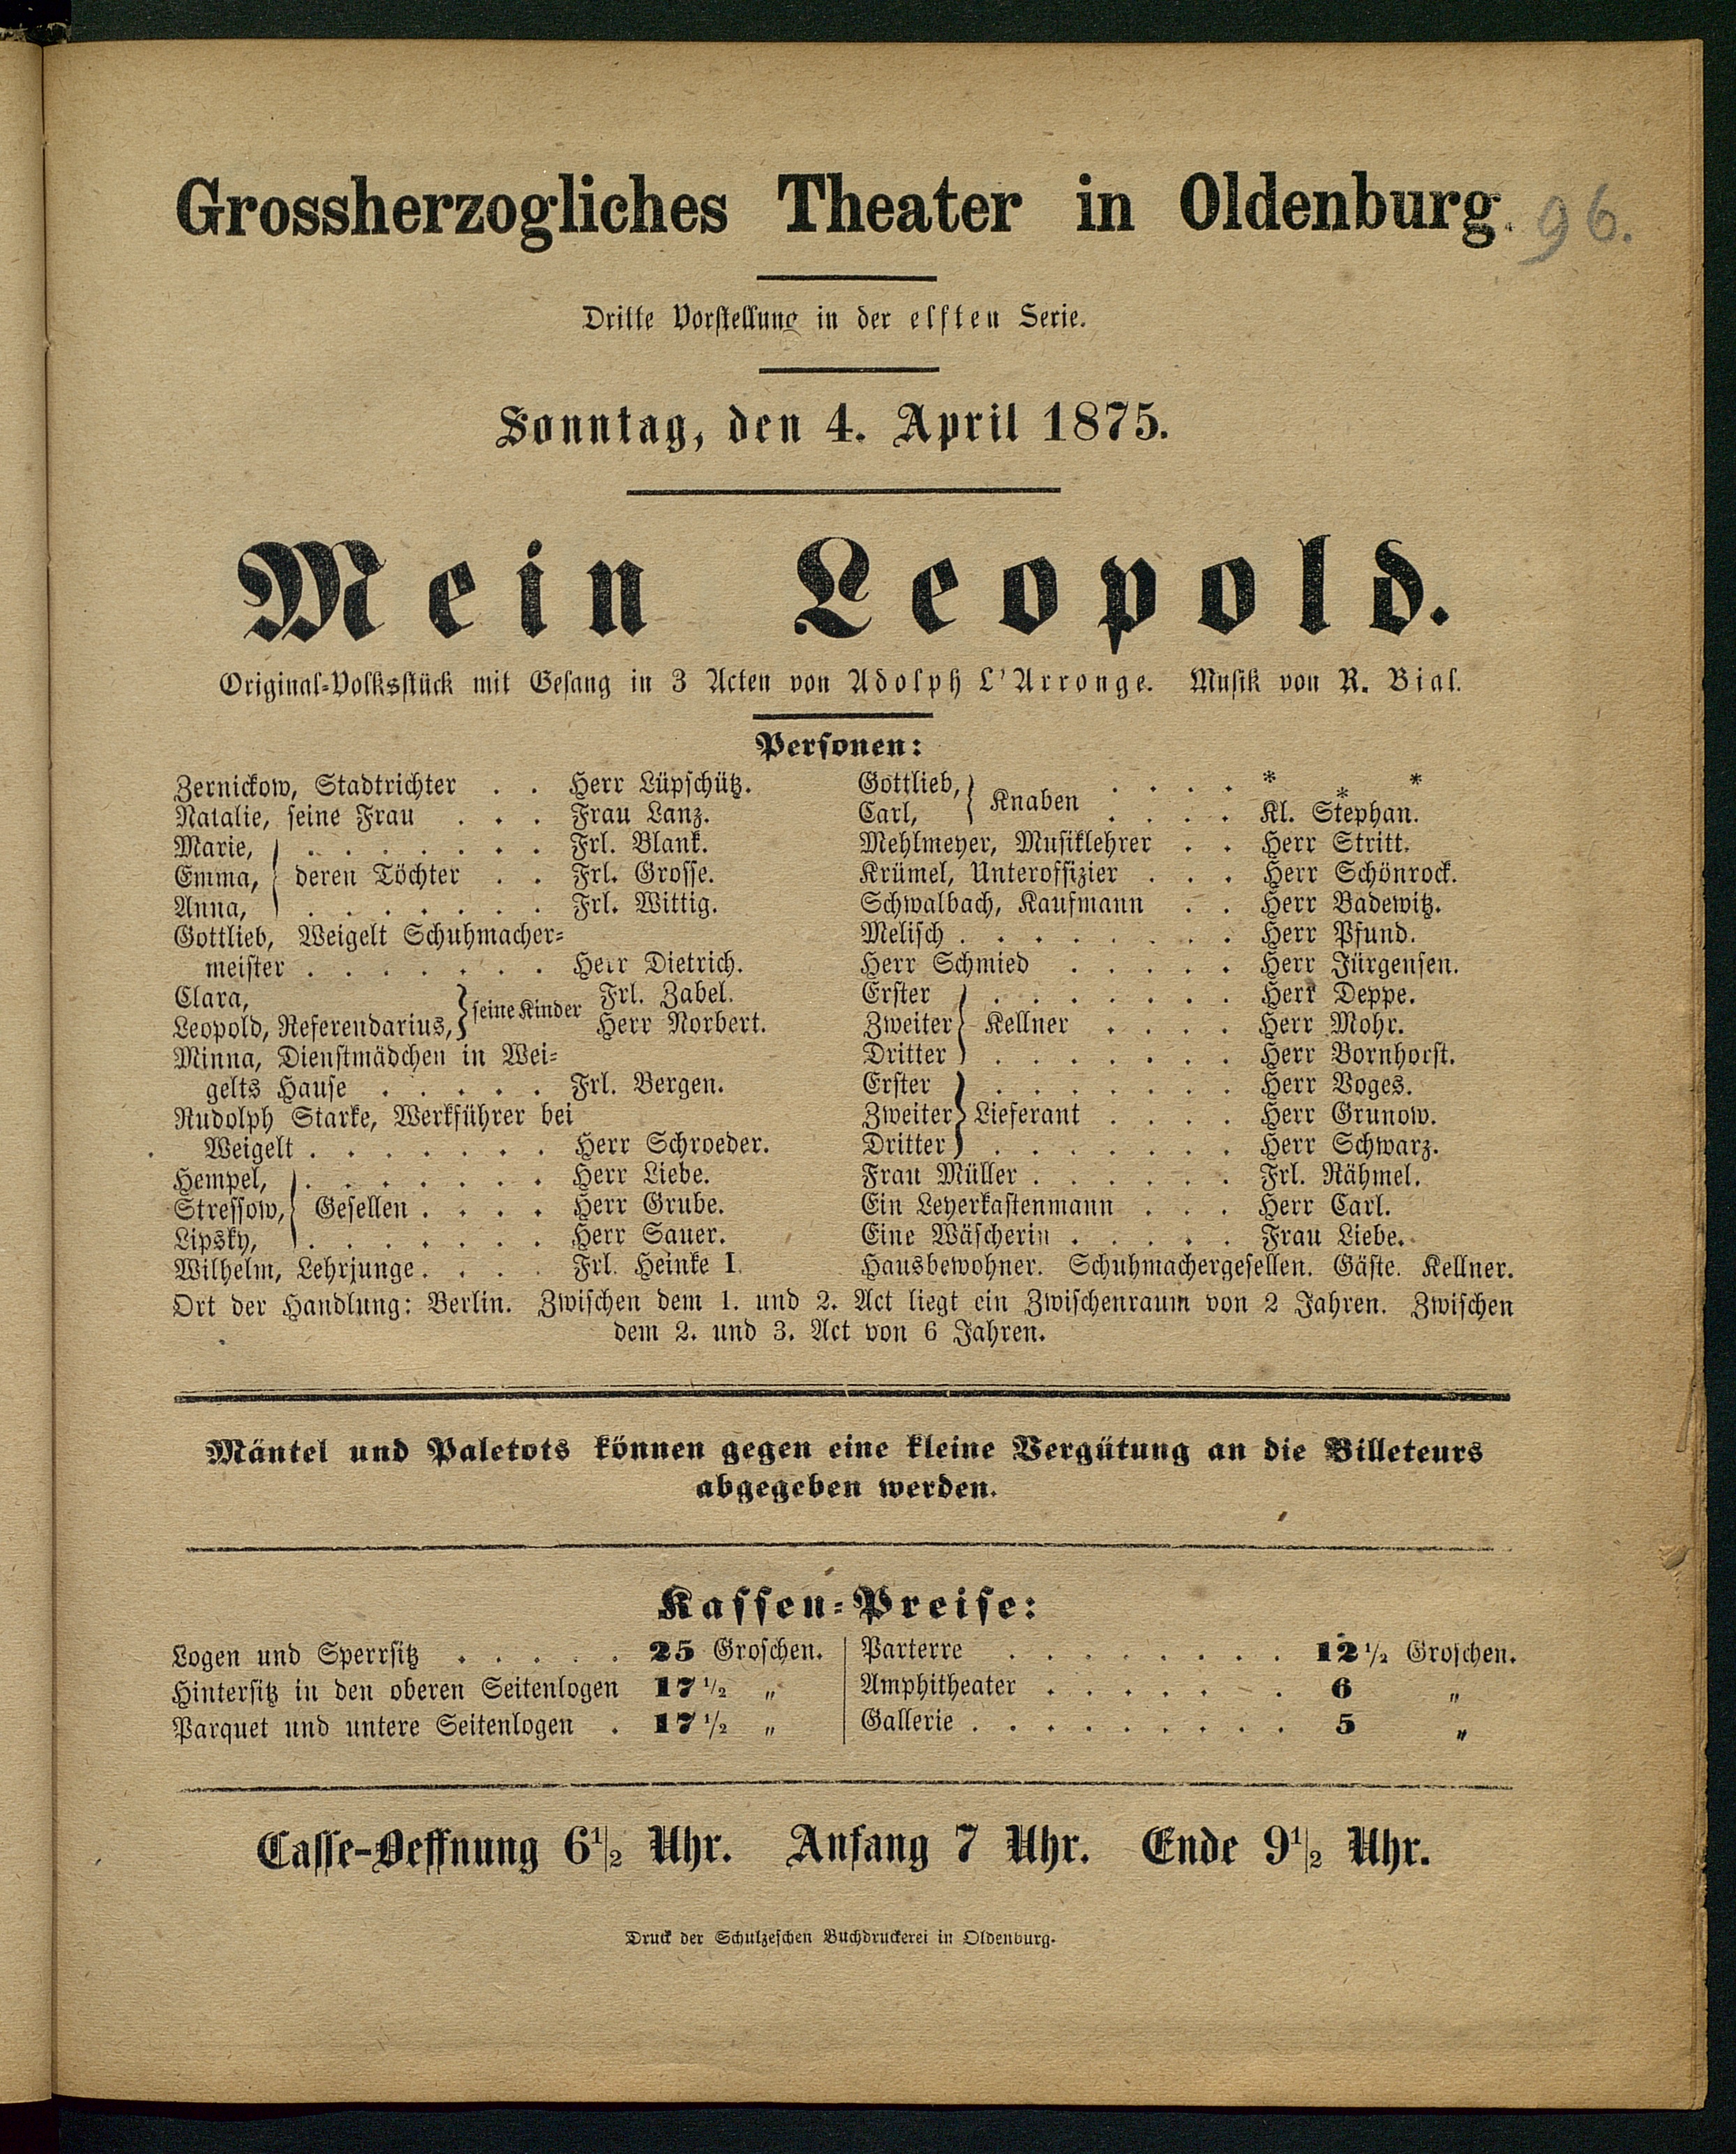 Grossherzogliches Theater in Oldenburg.
96.
Dritte Vorstellung in der elften Serie.
Sonntag, den 4. April 1875.
Mein Leopold.
Original-Volksstück mit Gesang in 3 Acten von Adolph L'Arronge. Musik von R. Bial.
Personen:
Zernickow, Stadtrichter . . Herr Lüpschütz.
Natalie, seine Frau . . . Frau Lanz.
Marie, . . . . . . . Frl. Blank.
Emma, } deren Töchter . . Frl. Grosse.
Anna, . . . . . . . Frl. Wittig.
Gottlieb, Weigelt Schuhmacher-
meister . . . . . . . Herr Dietrich.
Clara, Frl. Zabel.
Leopold, Referendarius, } seine Kinder Herr Norbert.
Minna, Dienstmädchen in Wei-
gelts Hause . . . . . Frl. Bergen.
Rudolph Starke, Werkführer bei
Weigelt . . . . . . . Herr Schroeder.
Hempel, . . . . . . . Herr Liebe.
Stressow, } Gesellen . . . . Herr Grube.
Lipsky, . . . . . . . Herr Sauer.
Wilhelm, Lehrjunge . . . . Frl. Heinke I.
Gottlieb, } Knaben . . . . * * *
Carl, . . . . Kl. Stephan.
Mehlmeyer, Musiklehrer . . Herr Stritt.
Krümel, Unteroffizier . . . Herr Schönrock.
Schwalbach, Kaufmann . . Herr Badewitz.
Melisch . . . . . . . . Herr Pfund.
Herr Schmied . . . . . Herr Jürgensen.
Erster . . . . . . . Herr Deppe.
Zweiter } Kellner . . . . Herr Mohr.
Dritter . . . . . . . Herr Bornhorst.
Erster . . . . . . . Herr Voges.
Zweiter } Lieferant . . . . Herr Grunow.
Dritter . . . . . . . Herr Schwarz.
Frau Müller . . . . . . Frl. Nähmel.
Ein Leyerkastenmann . . . Herr Carl.
Eine Wäscherin . . . . . Frau Liebe.
Hausbewohner. Schuhmachergesellen. Gäste. Kellner.
Ort der Handlung: Berlin. Zwischen dem 1. und 2. Act liegt ein Zwischenraum von 2 Jahren. Zwischen
dem 2. und 3. Act von 6 Jahren.
Mäntel und Paletots können gegen eine kleine Vergütung an die Billeteurs
abgegeben werden.
Kassen-Preise:
Logen und Sperrsitz . . . . . 25 Groschen.
Hintersitz in den oberen Seitenlogen 17 1/2 "
Parquet und untere Seitenlogen . 17 1/2 "
Parterre . . . . . . . . 12 1/2 Groschen.
Amphitheater . . . . . . 6 "
Gallerie . . . . . . . . . 5 "
Casse-Oeffnung 6 1/2 Uhr. Anfang 7 Uhr. Ende 9 1/2 Uhr.
Druck der Schulzeschen Buchdruckerei in Oldenburg.